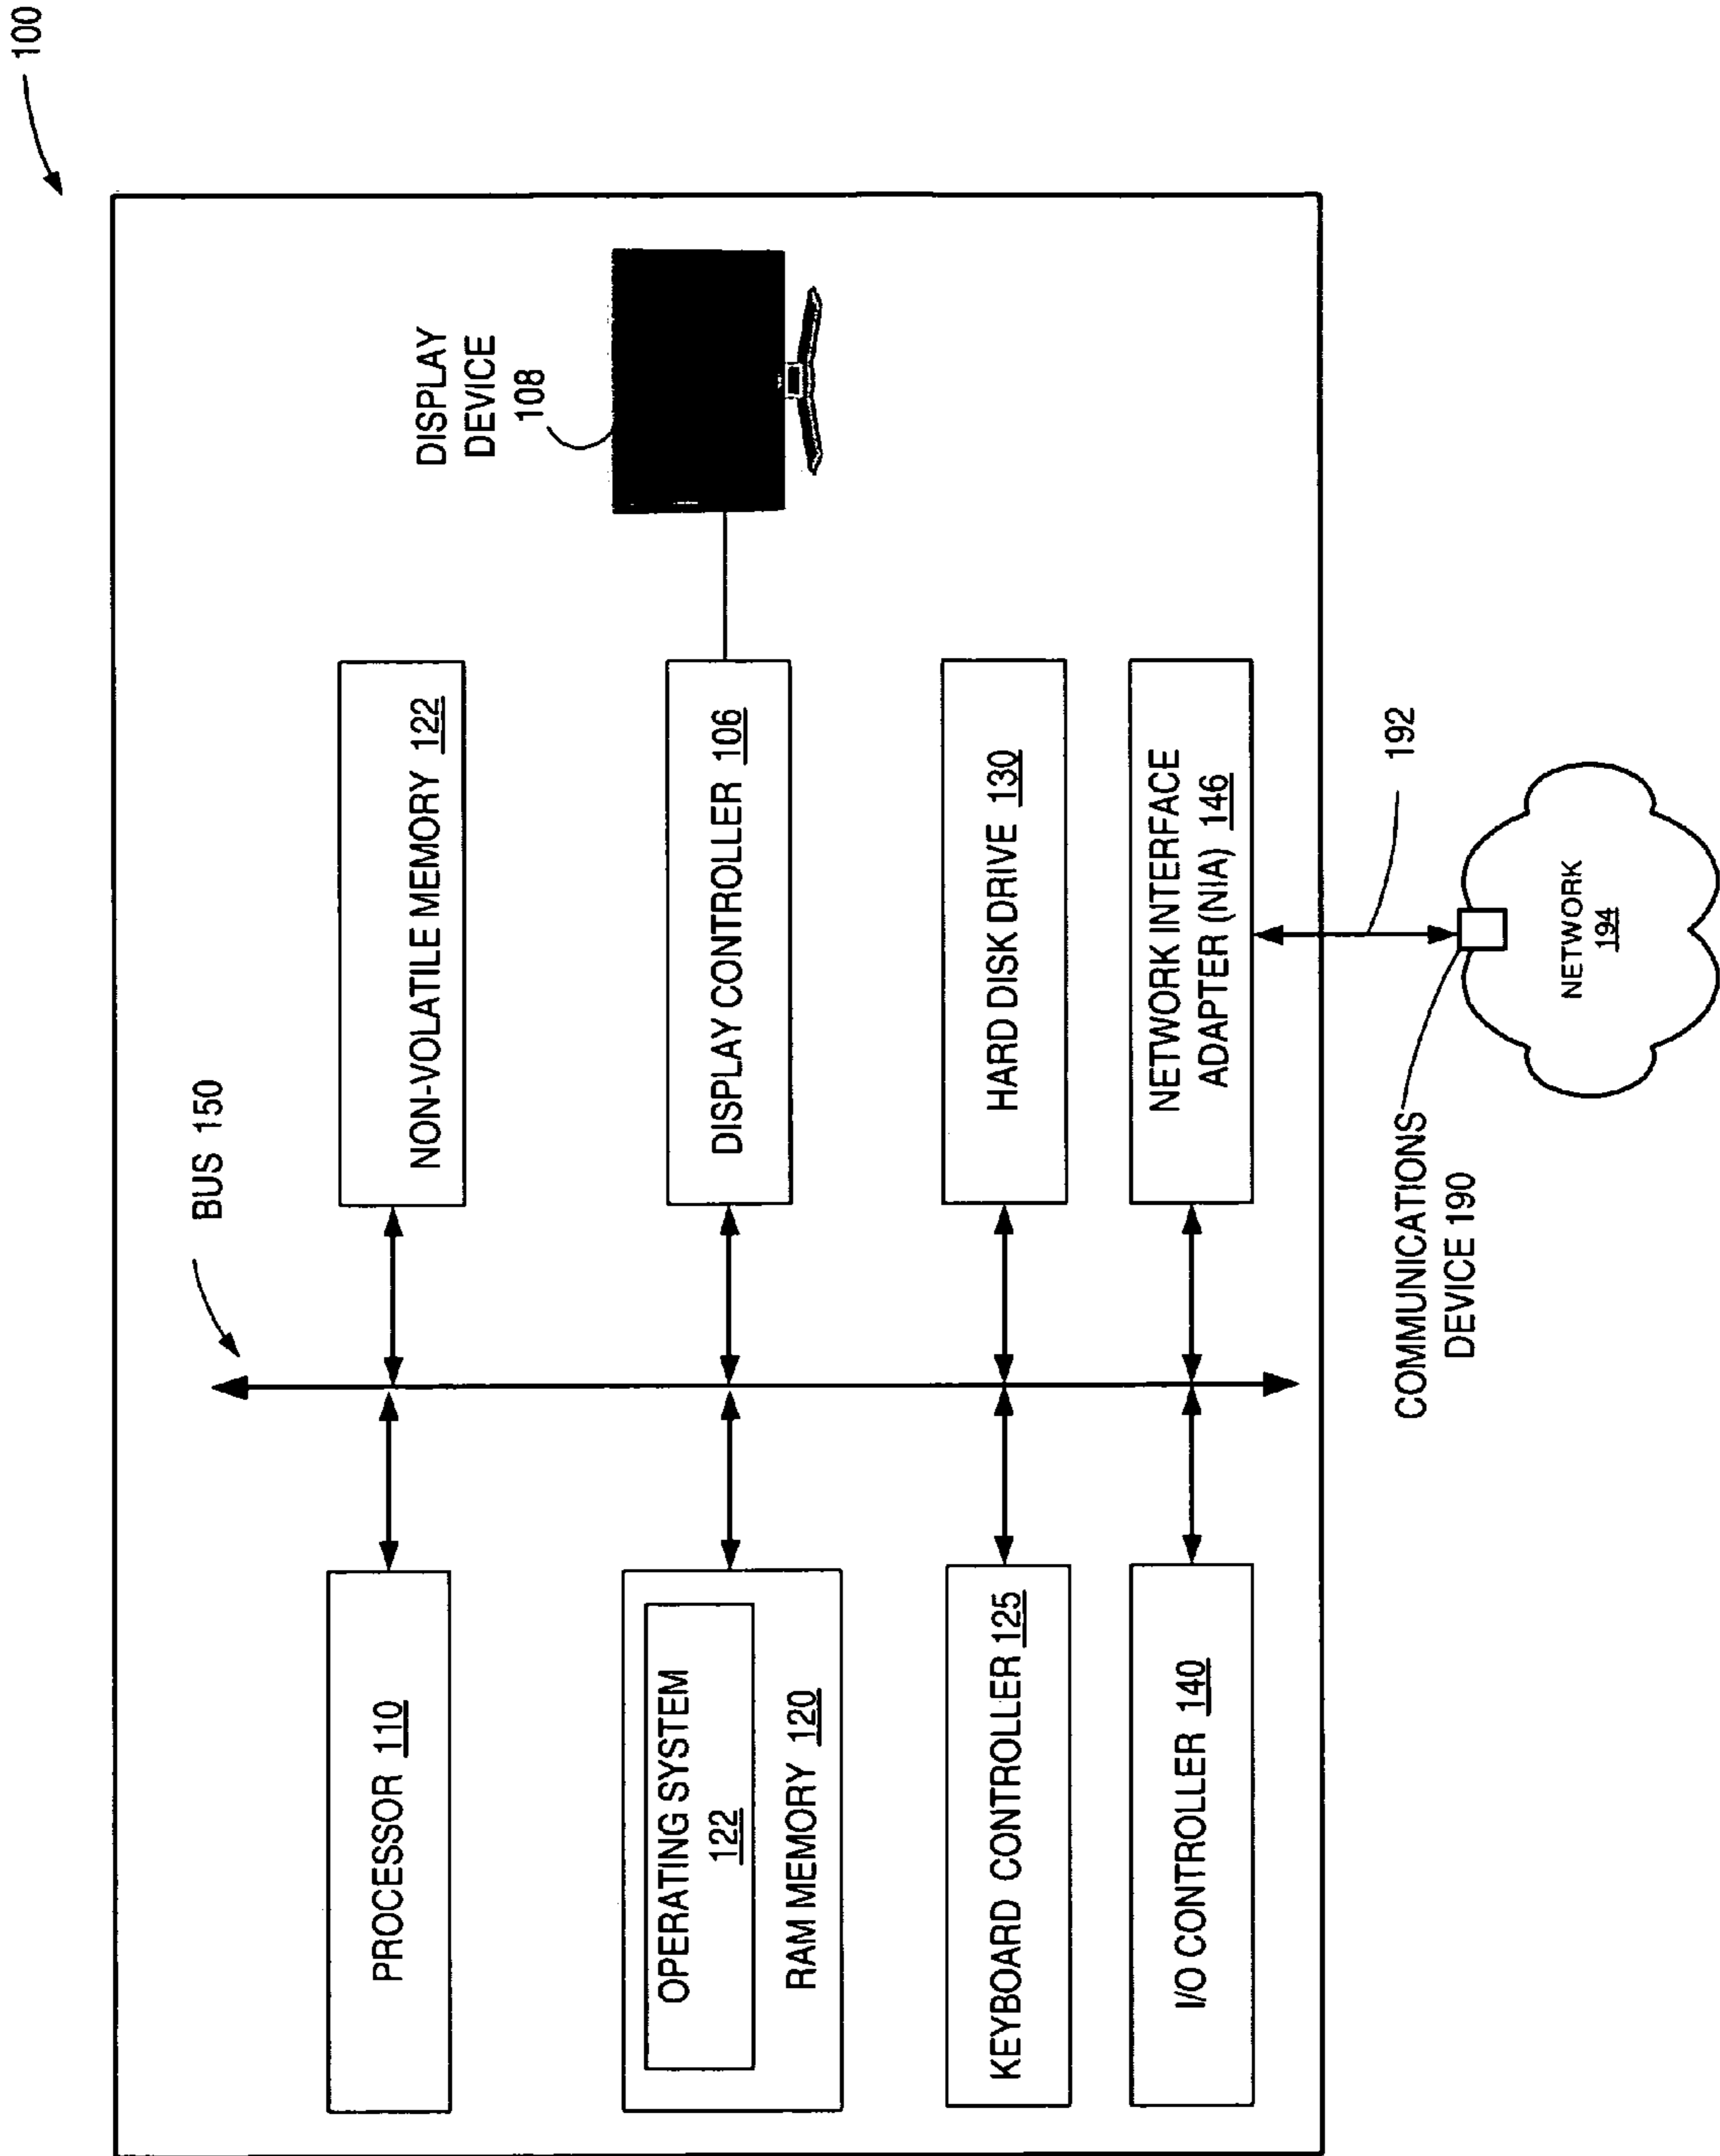 100
BUS 150
PROCESSOR 110
NON-VOLATILE MEMORY 122
DISPLAY
DEVICE
108
OPERATING SYSTEM
122
RAM MEMORY 120
DISPLAY CONTROLLER 106
KEYBOARD CONTROLLER 125
HARD DISK DRIVE 130
I/O CONTROLLER 140
NETWORK INTERFACE
ADAPTER (NIA) 146
192
COMMUNICATIONS
DEVICE 190
NETWORK
194